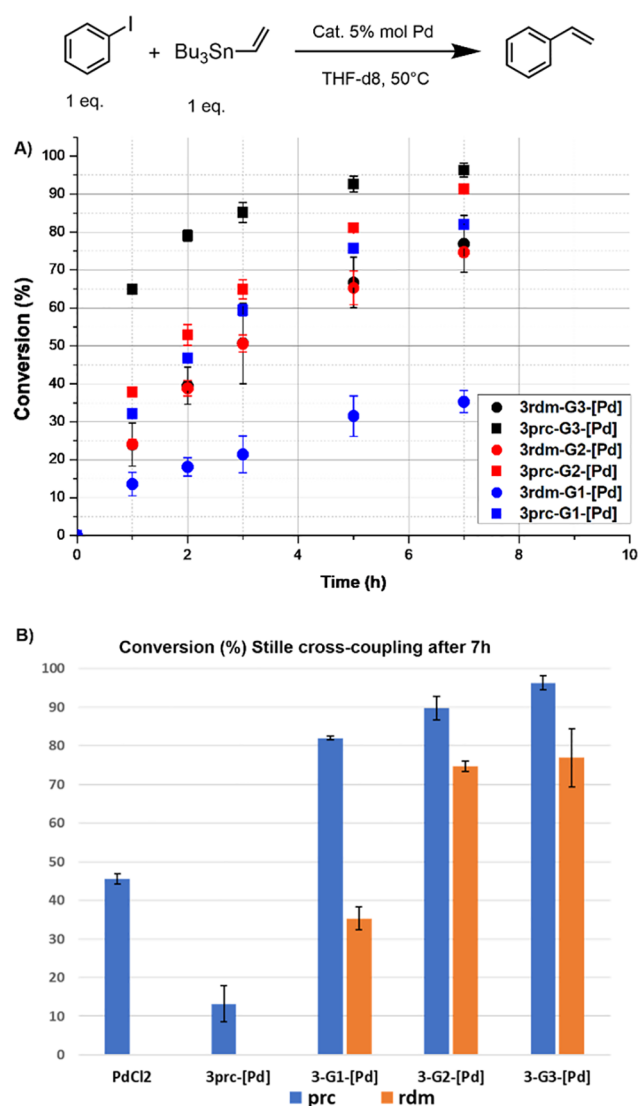 I
+ Bu3Sn
Cat. 5% mol Pd
THF-d8, 50°C
1 eq.
1 eq.
A)
100
90
80
70
60
50
40
30
20
10
0
Conversion (%)
3rdm-G3-[Pd]
3prc-G3-[Pd]
3rdm-G2-[Pd]
3prc-G2-[Pd]
3rdm-G1-[Pd]
3prc-G1-[Pd]
0 2 4 6 8 10
Time (h)
B)
Conversion (%) Stille cross-coupling after 7h
100
90
80
70
60
50
40
30
20
10
0
PdCl2 3prc-[Pd] 3-G1-[Pd] 3-G2-[Pd] 3-G3-[Pd]
prc rdm